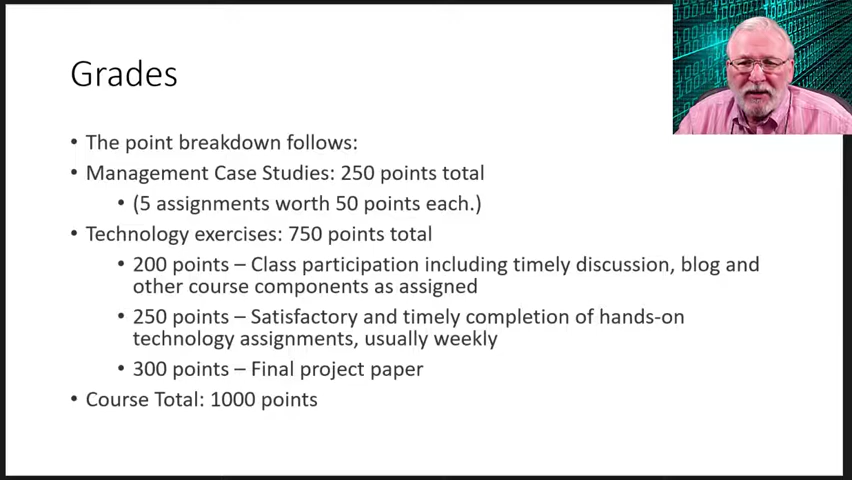 Grades
• The point breakdown follows:
• Management Case Studies: 250 points total
• (5 assignments worth 50 points each.)
• Technology exercises: 750 points total
• 200 points – Class participation including timely discussion, blog and
other course components as assigned
• 250 points – Satisfactory and timely completion of hands-on
technology assignments, usually weekly
• 300 points – Final project paper
• Course Total: 1000 points